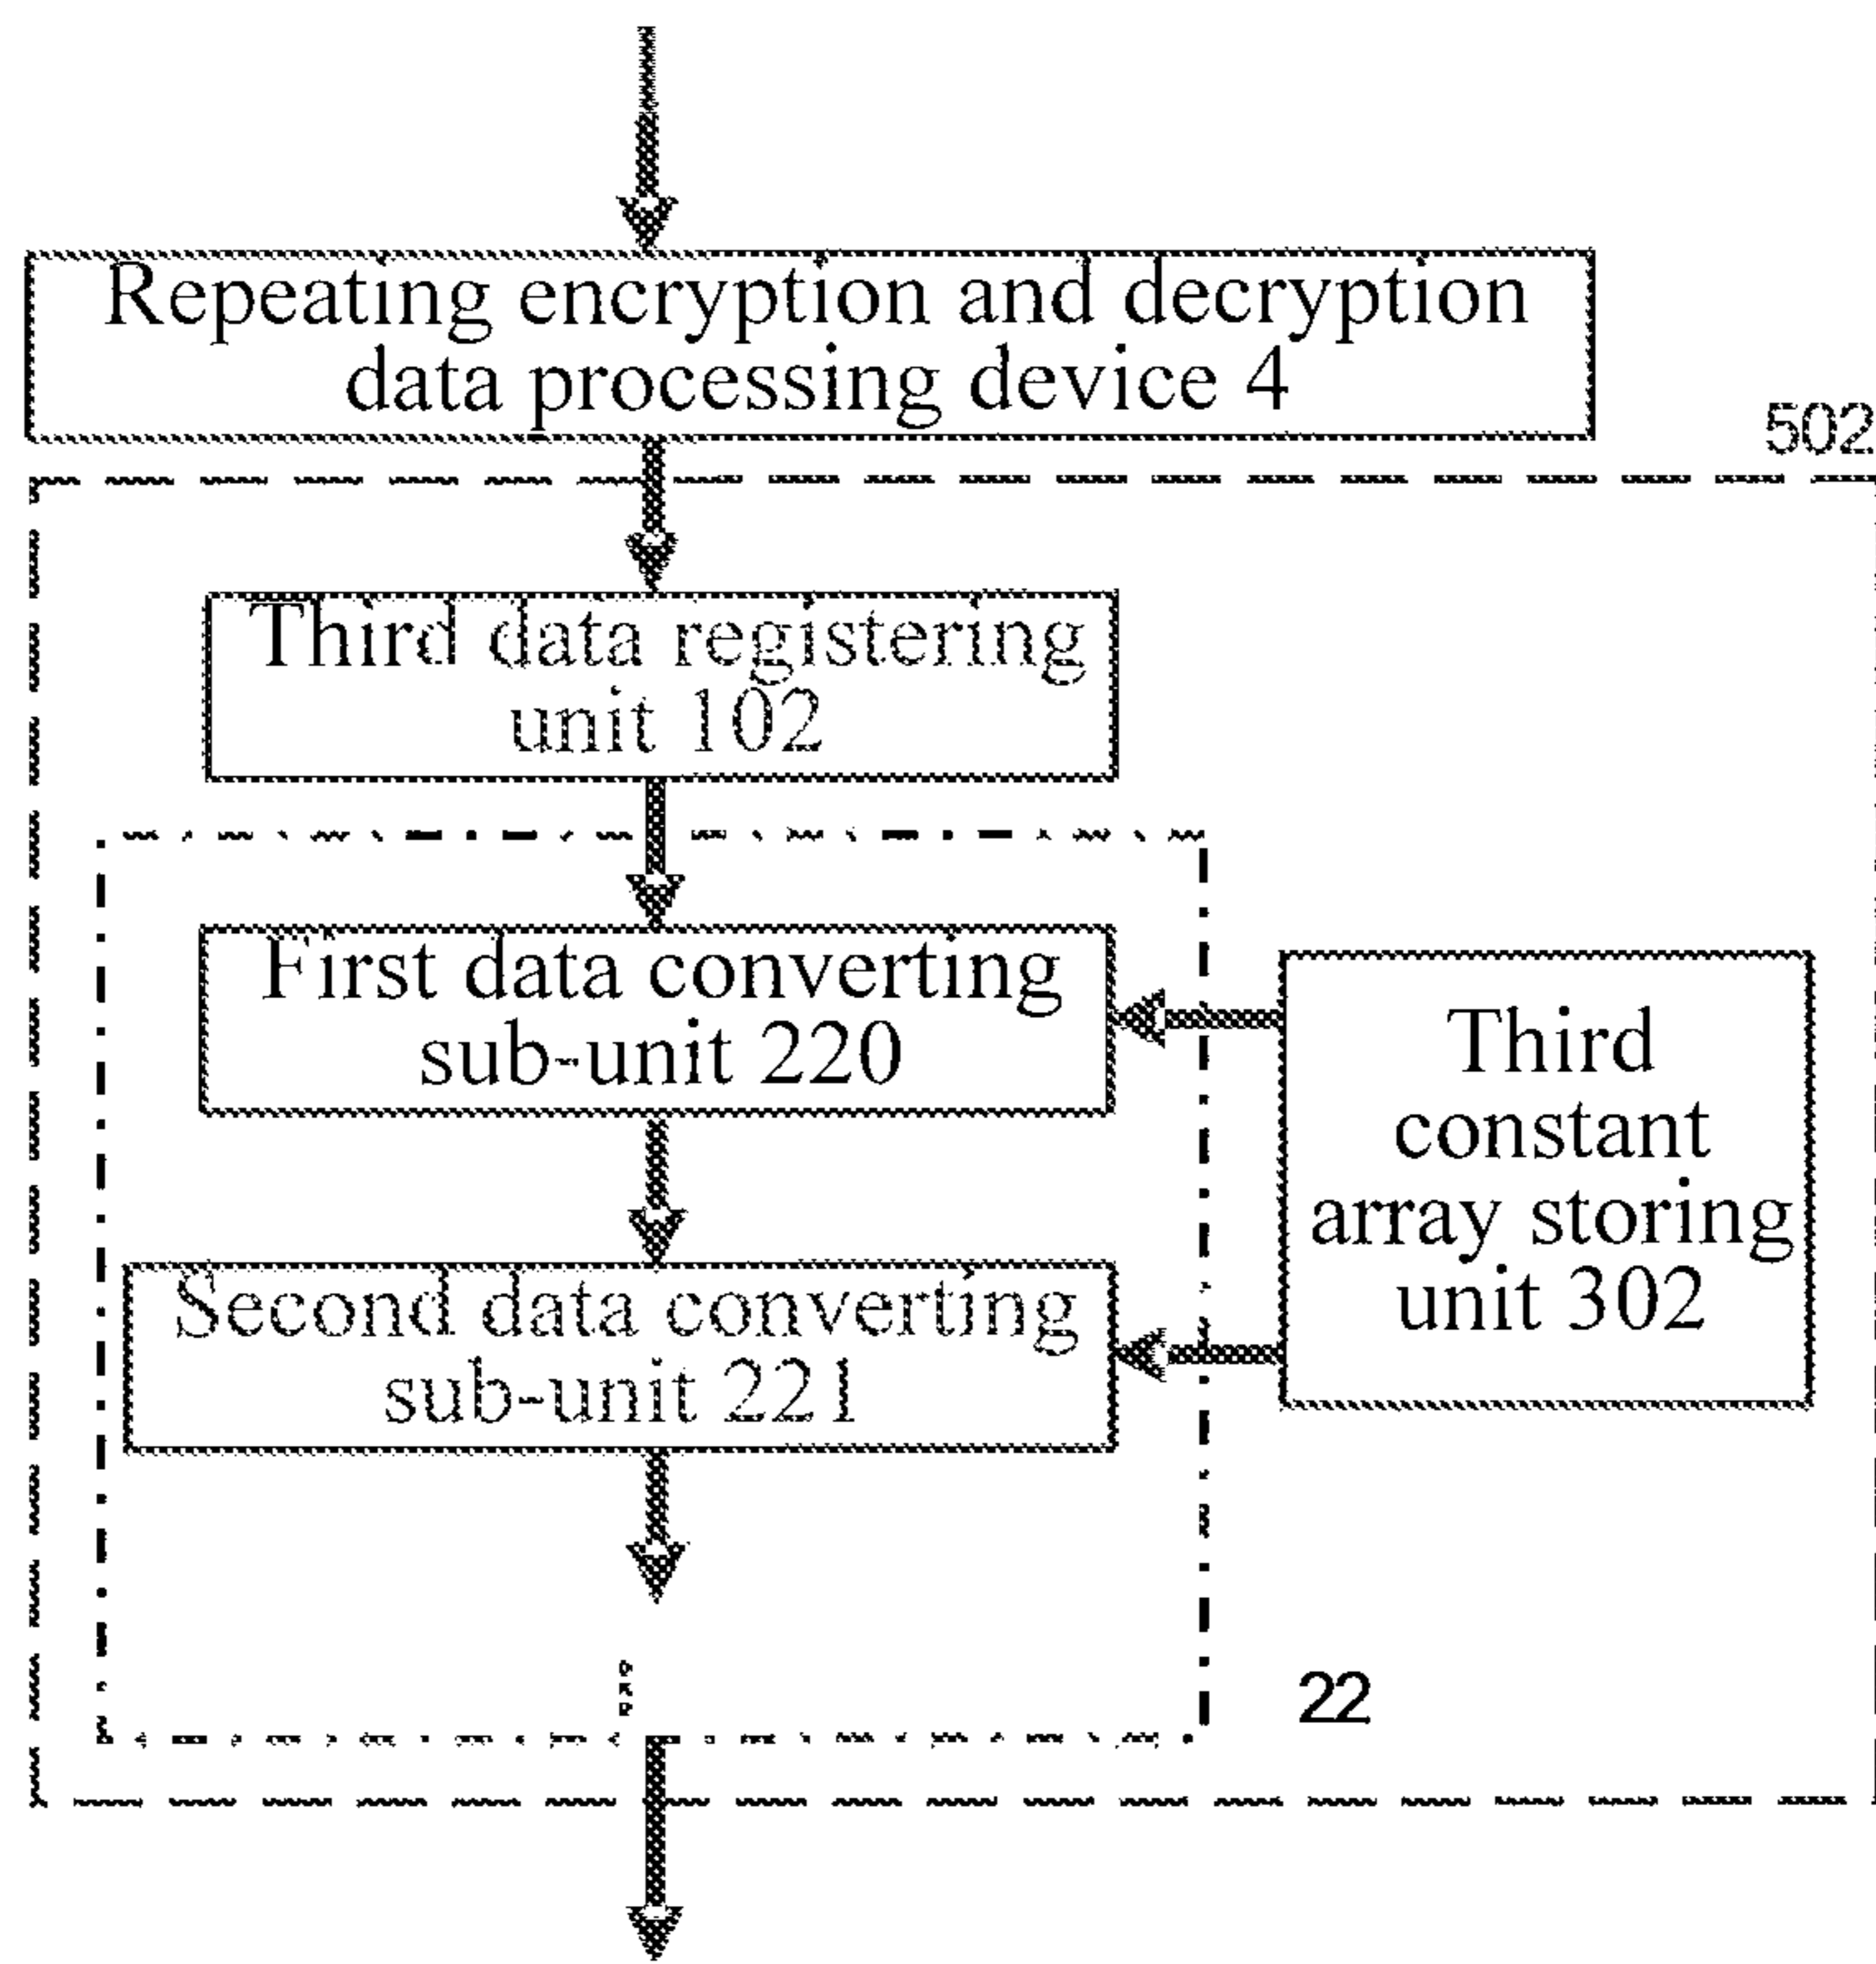 Repeating encryption and decryption
data processing device 4
502
Third data registering
unit 102
First data converting
sub-unit 220
Third
constant
array storing
unit 302
Second data converting
sub-unit 221
22